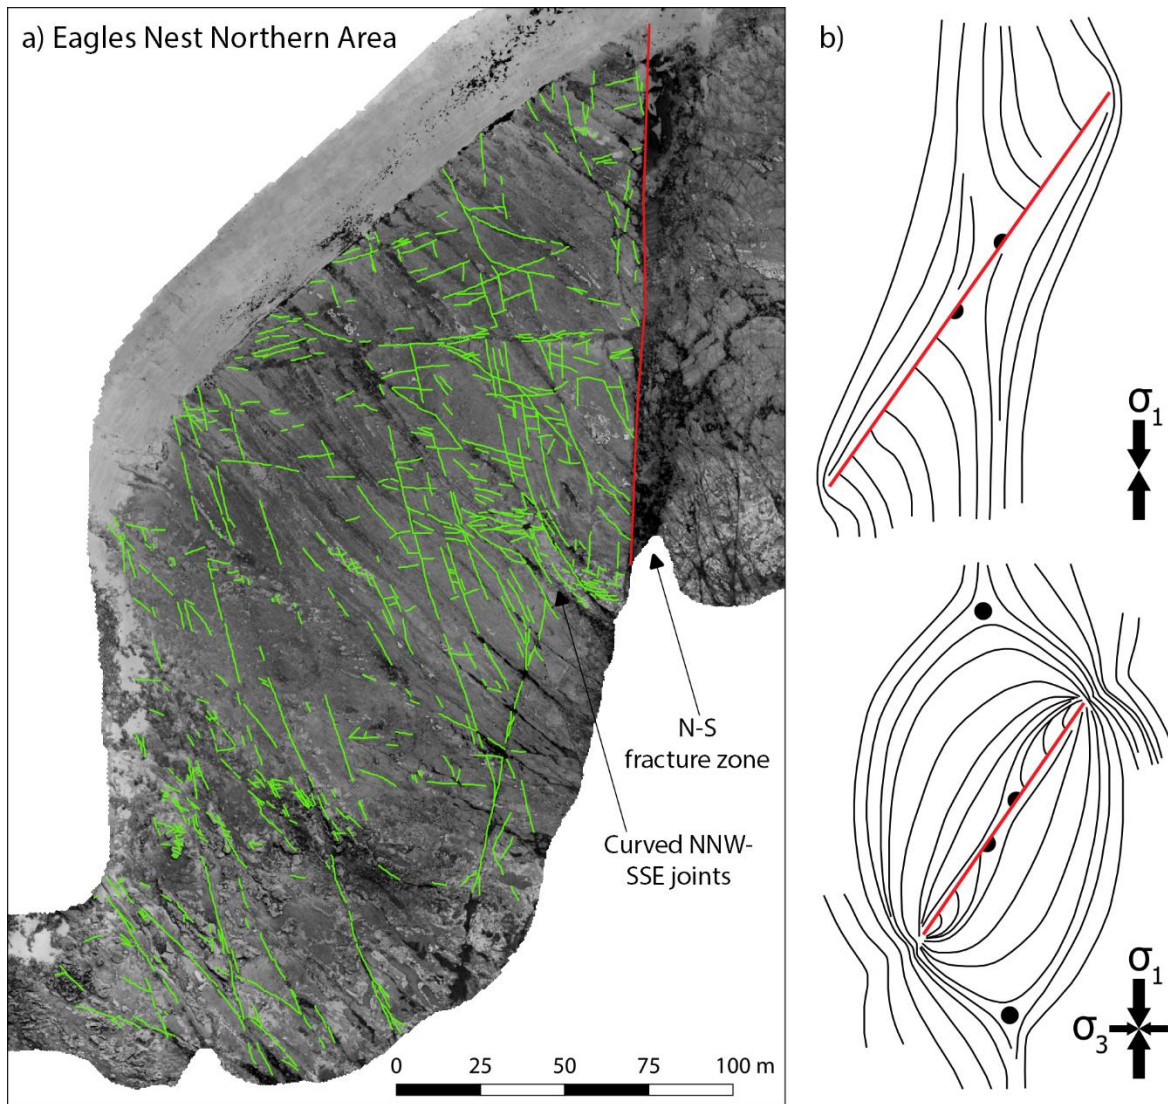 a) Eagles Nest Northern Area
N-S
fracture zone
Curved NNW-
SSE joints
0 25 50 75 100 m
b)
σ1
σ1
σ3